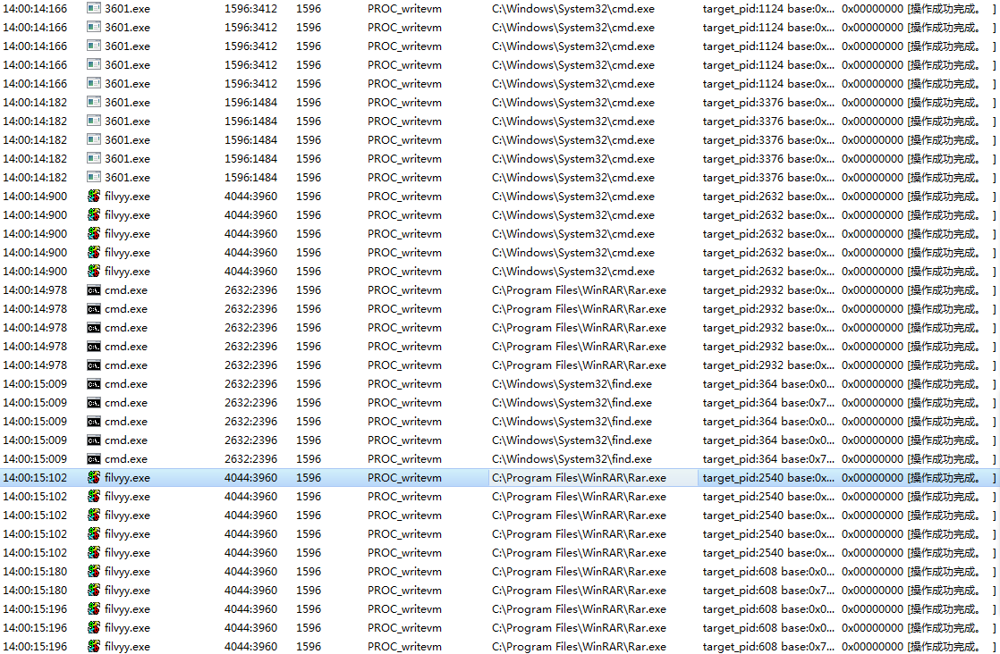 14:00:14:166 3601.exe 1596:3412 1596 PROC_writevm C:\Windows\System32\cmd.exe target_pid:1124 base:0x... 0x00000000 [操作成功完成。 ]
14:00:14:166 3601.exe 1596:3412 1596 PROC_writevm C:\Windows\System32\cmd.exe target_pid:1124 base:0x... 0x00000000 [操作成功完成。 ]
14:00:14:166 3601.exe 1596:3412 1596 PROC_writevm C:\Windows\System32\cmd.exe target_pid:1124 base:0x... 0x00000000 [操作成功完成。 ]
14:00:14:166 3601.exe 1596:3412 1596 PROC_writevm C:\Windows\System32\cmd.exe target_pid:1124 base:0x... 0x00000000 [操作成功完成。 ]
14:00:14:166 3601.exe 1596:3412 1596 PROC_writevm C:\Windows\System32\cmd.exe target_pid:1124 base:0x... 0x00000000 [操作成功完成。 ]
14:00:14:182 3601.exe 1596:1484 1596 PROC_writevm C:\Windows\System32\cmd.exe target_pid:3376 base:0x... 0x00000000 [操作成功完成。 ]
14:00:14:182 3601.exe 1596:1484 1596 PROC_writevm C:\Windows\System32\cmd.exe target_pid:3376 base:0x... 0x00000000 [操作成功完成。 ]
14:00:14:182 3601.exe 1596:1484 1596 PROC_writevm C:\Windows\System32\cmd.exe target_pid:3376 base:0x... 0x00000000 [操作成功完成。 ]
14:00:14:182 3601.exe 1596:1484 1596 PROC_writevm C:\Windows\System32\cmd.exe target_pid:3376 base:0x... 0x00000000 [操作成功完成。 ]
14:00:14:182 3601.exe 1596:1484 1596 PROC_writevm C:\Windows\System32\cmd.exe target_pid:3376 base:0x... 0x00000000 [操作成功完成。 ]
14:00:14:900 filvyy.exe 4044:3960 1596 PROC_writevm C:\Windows\System32\cmd.exe target_pid:2632 base:0x... 0x00000000 [操作成功完成。 ]
14:00:14:900 filvyy.exe 4044:3960 1596 PROC_writevm C:\Windows\System32\cmd.exe target_pid:2632 base:0x... 0x00000000 [操作成功完成。 ]
14:00:14:900 filvyy.exe 4044:3960 1596 PROC_writevm C:\Windows\System32\cmd.exe target_pid:2632 base:0x... 0x00000000 [操作成功完成。 ]
14:00:14:900 filvyy.exe 4044:3960 1596 PROC_writevm C:\Windows\System32\cmd.exe target_pid:2632 base:0x... 0x00000000 [操作成功完成。 ]
14:00:14:900 filvyy.exe 4044:3960 1596 PROC_writevm C:\Windows\System32\cmd.exe target_pid:2632 base:0x... 0x00000000 [操作成功完成。 ]
14:00:14:978 cmd.exe 2632:2396 1596 PROC_writevm C:\Program Files\WinRAR\Rar.exe target_pid:2932 base:0x... 0x00000000 [操作成功完成。 ]
14:00:14:978 cmd.exe 2632:2396 1596 PROC_writevm C:\Program Files\WinRAR\Rar.exe target_pid:2932 base:0x... 0x00000000 [操作成功完成。 ]
14:00:14:978 cmd.exe 2632:2396 1596 PROC_writevm C:\Program Files\WinRAR\Rar.exe target_pid:2932 base:0x... 0x00000000 [操作成功完成。 ]
14:00:14:978 cmd.exe 2632:2396 1596 PROC_writevm C:\Program Files\WinRAR\Rar.exe target_pid:2932 base:0x... 0x00000000 [操作成功完成。 ]
14:00:14:978 cmd.exe 2632:2396 1596 PROC_writevm C:\Program Files\WinRAR\Rar.exe target_pid:2932 base:0x... 0x00000000 [操作成功完成。 ]
14:00:15:009 cmd.exe 2632:2396 1596 PROC_writevm C:\Windows\System32\find.exe target_pid:364 base:0x0... 0x00000000 [操作成功完成。 ]
14:00:15:009 cmd.exe 2632:2396 1596 PROC_writevm C:\Windows\System32\find.exe target_pid:364 base:0x7... 0x00000000 [操作成功完成。 ]
14:00:15:009 cmd.exe 2632:2396 1596 PROC_writevm C:\Windows\System32\find.exe target_pid:364 base:0x0... 0x00000000 [操作成功完成。 ]
14:00:15:009 cmd.exe 2632:2396 1596 PROC_writevm C:\Windows\System32\find.exe target_pid:364 base:0x0... 0x00000000 [操作成功完成。 ]
14:00:15:009 cmd.exe 2632:2396 1596 PROC_writevm C:\Windows\System32\find.exe target_pid:364 base:0x7... 0x00000000 [操作成功完成。 ]
14:00:15:102 filvyy.exe 4044:3960 1596 PROC_writevm C:\Program Files\WinRAR\Rar.exe target_pid:2540 base:0x... 0x00000000 [操作成功完成。 ]
14:00:15:102 filvyy.exe 4044:3960 1596 PROC_writevm C:\Program Files\WinRAR\Rar.exe target_pid:2540 base:0x... 0x00000000 [操作成功完成。 ]
14:00:15:102 filvyy.exe 4044:3960 1596 PROC_writevm C:\Program Files\WinRAR\Rar.exe target_pid:2540 base:0x... 0x00000000 [操作成功完成。 ]
14:00:15:102 filvyy.exe 4044:3960 1596 PROC_writevm C:\Program Files\WinRAR\Rar.exe target_pid:2540 base:0x... 0x00000000 [操作成功完成。 ]
14:00:15:102 filvyy.exe 4044:3960 1596 PROC_writevm C:\Program Files\WinRAR\Rar.exe target_pid:2540 base:0x... 0x00000000 [操作成功完成。 ]
14:00:15:180 filvyy.exe 4044:3960 1596 PROC_writevm C:\Program Files\WinRAR\Rar.exe target_pid:608 base:0x0... 0x00000000 [操作成功完成。 ]
14:00:15:180 filvyy.exe 4044:3960 1596 PROC_writevm C:\Program Files\WinRAR\Rar.exe target_pid:608 base:0x7... 0x00000000 [操作成功完成。 ]
14:00:15:196 filvyy.exe 4044:3960 1596 PROC_writevm C:\Program Files\WinRAR\Rar.exe target_pid:608 base:0x0... 0x00000000 [操作成功完成。 ]
14:00:15:196 filvyy.exe 4044:3960 1596 PROC_writevm C:\Program Files\WinRAR\Rar.exe target_pid:608 base:0x0... 0x00000000 [操作成功完成。 ]
14:00:15:196 filvyy.exe 4044:3960 1596 PROC_writevm C:\Program Files\WinRAR\Rar.exe target_pid:608 base:0x7... 0x00000000 [操作成功完成。 ]